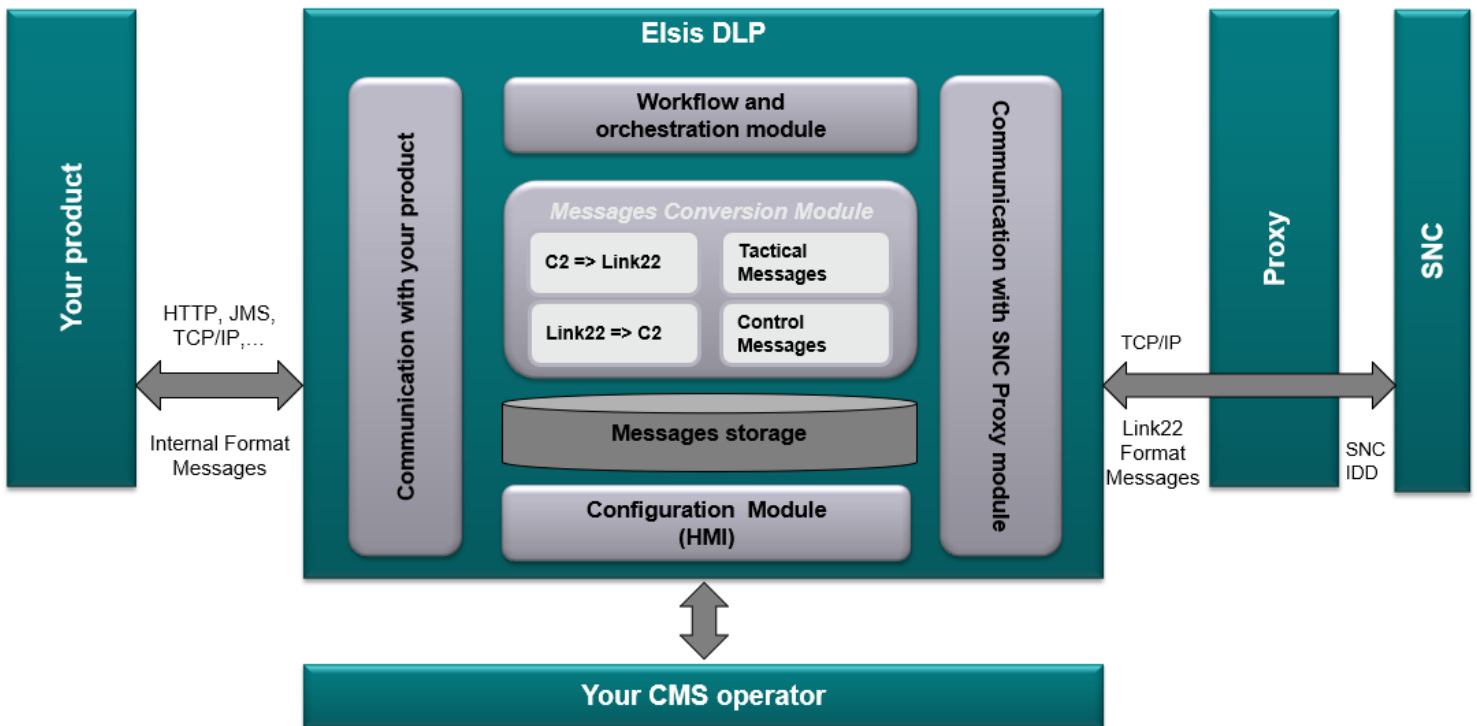 Your product
HTTP, JMS,
TCP/IP,...
Internal Format
Messages
Elsis DLP
Communication with your product
Workflow and
orchestration module
Messages Conversion Module
C2 => Link22
Tactical
Messages
Link22 => C2
Control
Messages
Messages storage
Configuration Module
(HMI)
Communication with SNC Proxy module
TCP/IP
Link22
Format
Messages
Proxy
SNC
IDD
SNC
Your CMS operator